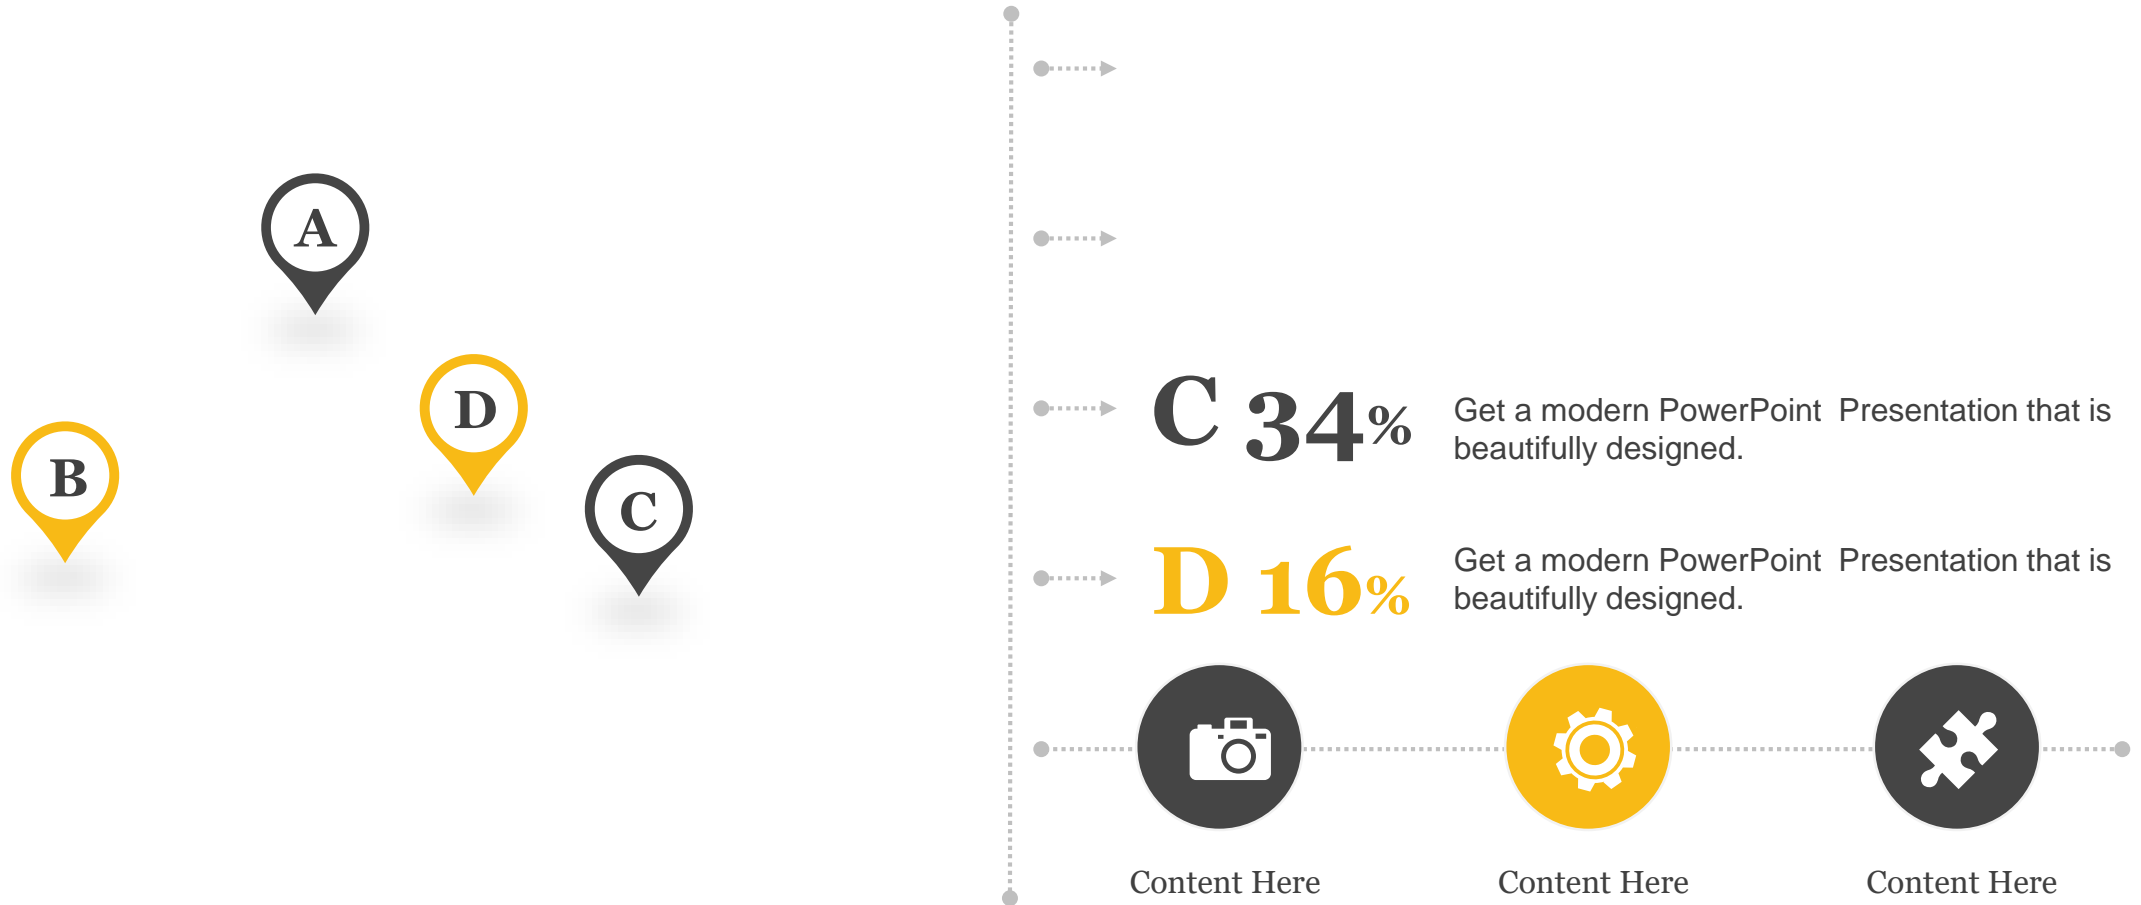 A
D
B
C
C 34%
Get a modern PowerPoint  Presentation that is
beautifully designed.
D 16%
Get a modern PowerPoint  Presentation that is
beautifully designed.
Content Here
Content Here
Content Here